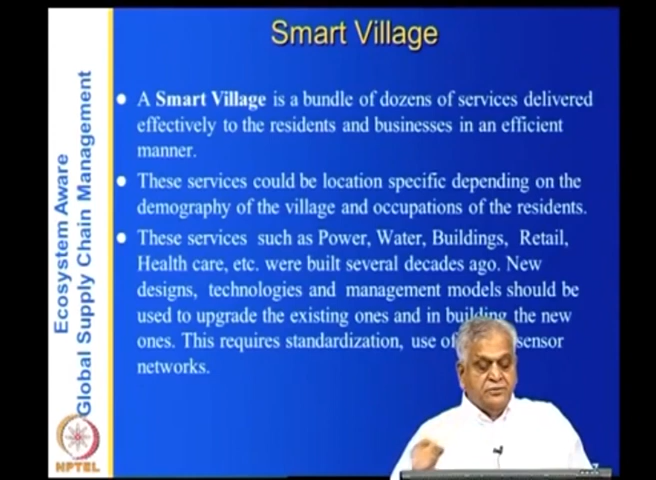 Smart Village
A Smart Village is a bundle of dozens of services delivered
effectively to the residents and businesses in an efficient
manner.
These services could be location specific depending on the
demography of the village and occupations of the residents.
These services such as Power, Water, Buildings, Retail,
Health care, etc. were built several decades ago. New
designs, technologies and management models should be
used to upgrade the existing ones and in building the new
ones. This requires standardization, use of sensor
networks.
Ecosystem Aware
Global Supply Chain Management
NPTEL
7